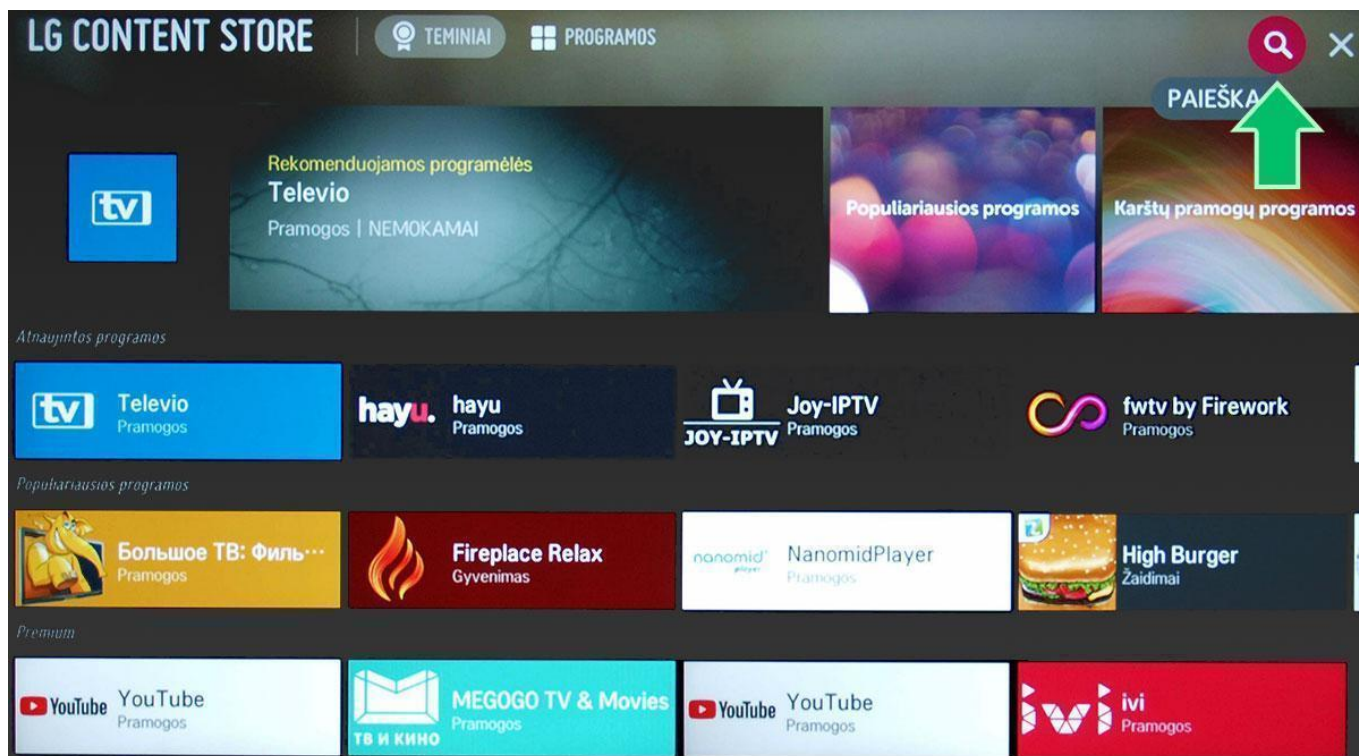 LG CONTENT STORE
TEMINIAI
PROGRAMOS
PAIEŠKA
tv
Rekomenduojamos programėlės
Televio
Pramogos | NEMOKAMAI
Populiariausios programos
Karštų pramogų programos
Atnaujintos programos
tv
Televio
Pramogos
hayu.
hayu
Pramogos
JOY-IPTV
Joy-IPTV
Pramogos
fwtv by Firework
Pramogos
Populiariausios programos
Большое ТВ: Филь···
Pramogos
Fireplace Relax
Gyvenimas
nanomid
player
NanomidPlayer
Pramogos
High Burger
Žaidimai
Premium
YouTube
YouTube
Pramogos
ТВ И КИНО
MEGOGO TV & Movies
Pramogos
YouTube
YouTube
Pramogos
ivi
ivi
Pramogos